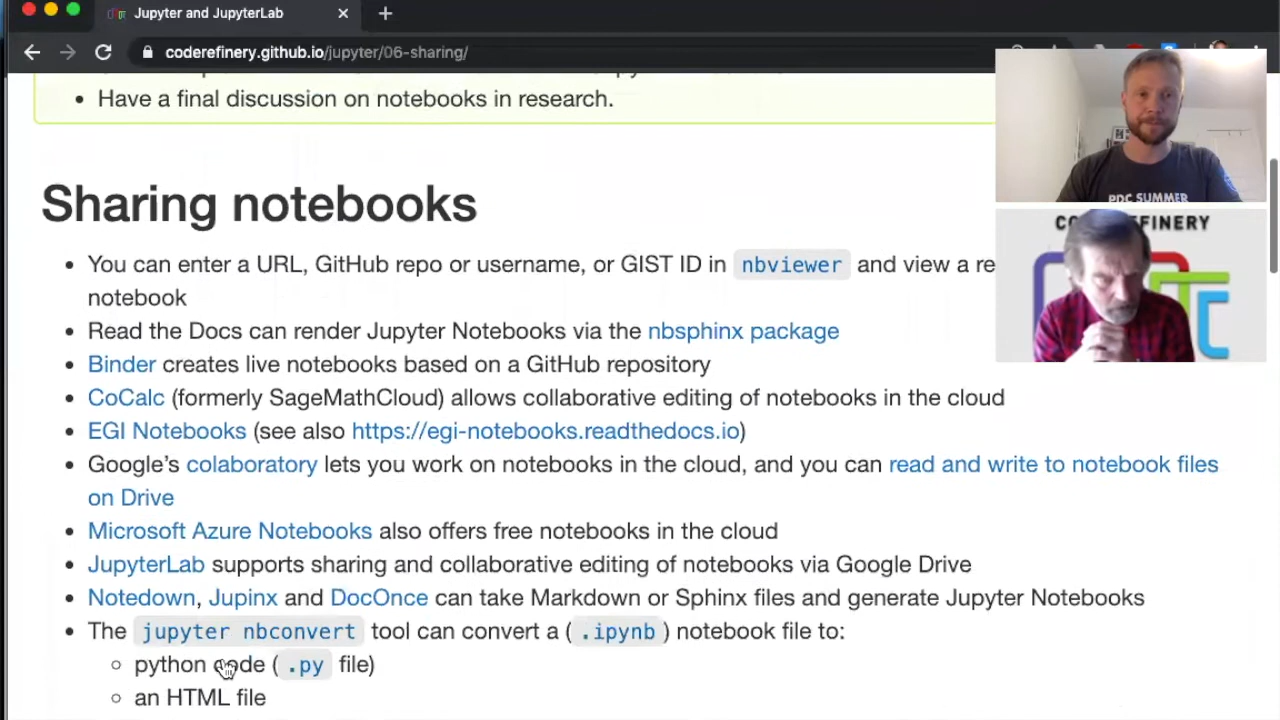 Jupyter and JupyterLab
coderefinery.github.io/jupyter/06-sharing/
• Have a final discussion on notebooks in research.
Sharing notebooks
• You can enter a URL, GitHub repo or username, or GIST ID in nbviewer and view a
notebook
• Read the Docs can render Jupyter Notebooks via the nbsphinx package
• Binder creates live notebooks based on a GitHub repository
• CoCalc (formerly SageMathCloud) allows collaborative editing of notebooks in the cloud
• EGI Notebooks (see also https://egi-notebooks.readthedocs.io)
• Google’s colaboratory lets you work on notebooks in the cloud, and you can read and write to notebook files
on Drive
• Microsoft Azure Notebooks also offers free notebooks in the cloud
• JupyterLab supports sharing and collaborative editing of notebooks via Google Drive
• Notedown, Jupinx and DocOnce can take Markdown or Sphinx files and generate Jupyter Notebooks
• The jupyter nbconvert tool can convert a ( .ipynb ) notebook file to:
◦ python code ( .py file)
◦ an HTML file
PDC SUMMER